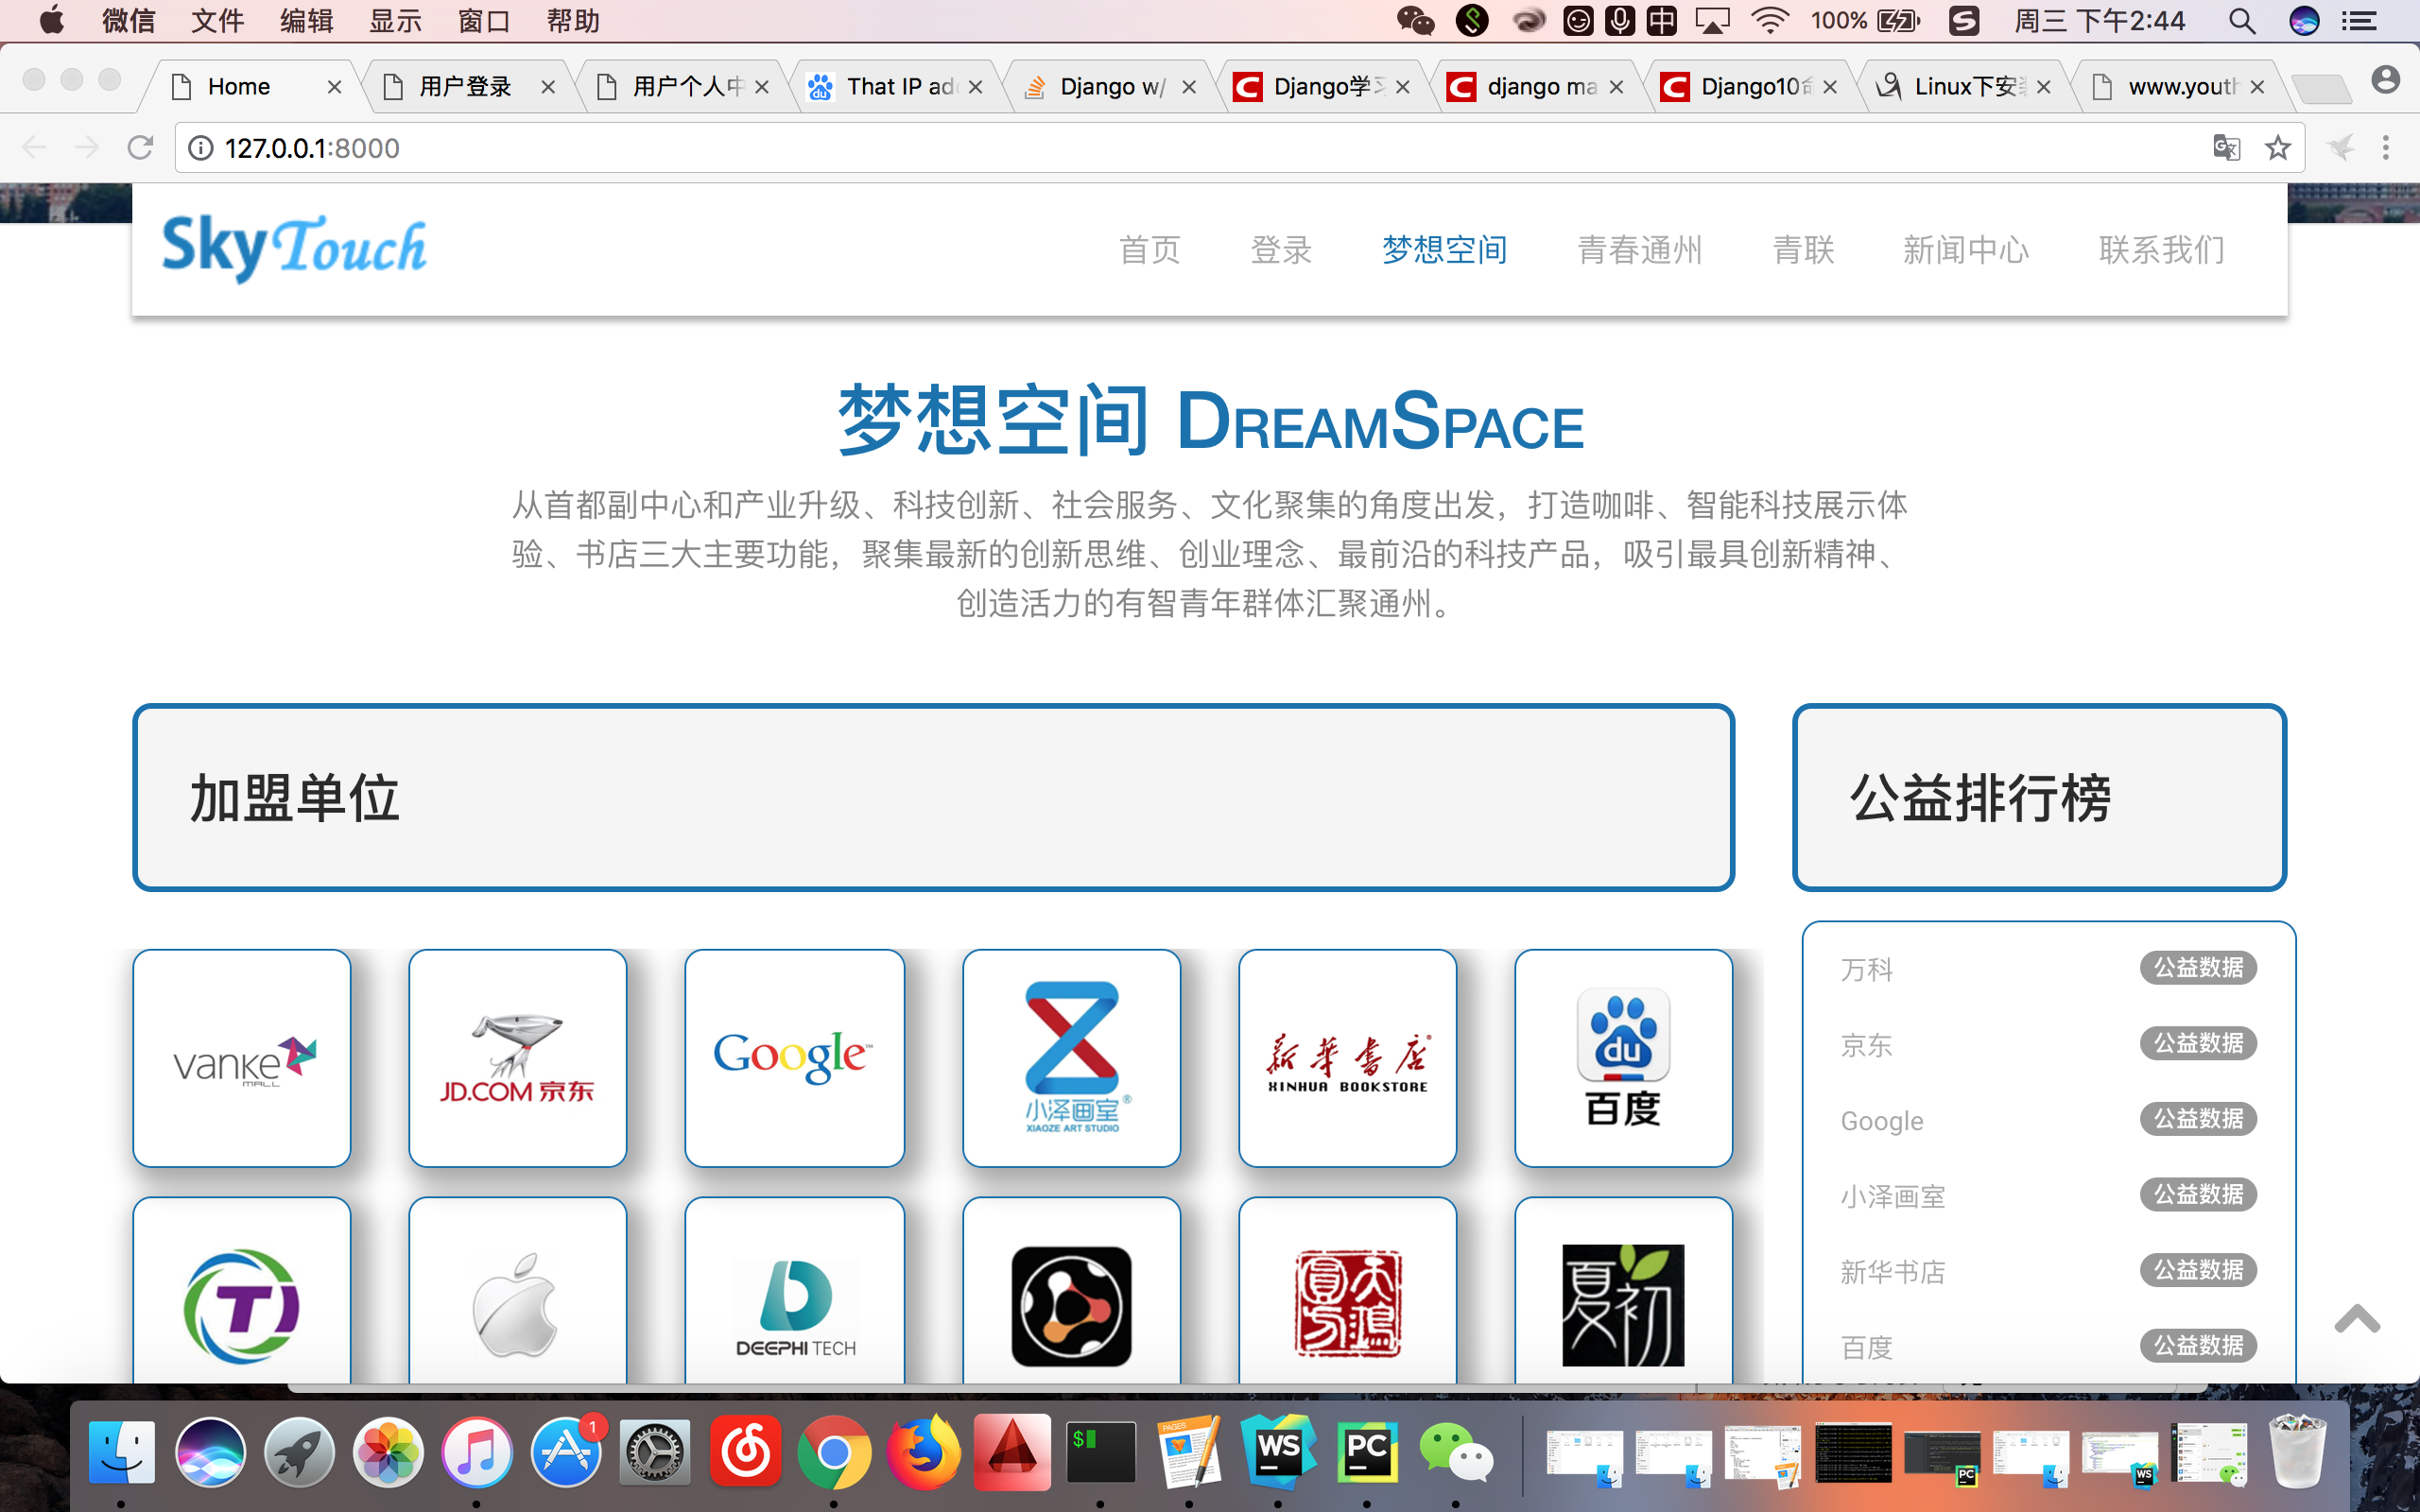 微信 文件 编辑 显示 窗口 帮助 中 100% 周三 下午2:44
Home 用户登录 用户个人中 That IP ad Django w/ Django学习 django ma Django10 Linux下安 www.youth
127.0.0.1:8000
SkyTouch 首页 登录 梦想空间 青春通州 青联 新闻中心 联系我们
梦想空间 DREAMSPACE
从首都副中心和产业升级、科技创新、社会服务、文化聚集的角度出发，打造咖啡、智能科技展示体
验、书店三大主要功能，聚集最新的创新思维、创业理念、最前沿的科技产品，吸引最具创新精神、
创造活力的有智青年群体汇聚通州。
加盟单位
公益排行榜
vanke
MALL
JD.COM 京东
Google™
小泽画室®
XIAOZE ART STUDIO
新华书店®
XINHUA BOOKSTORE
du
百度
T
DEEPHI TECH
夏初
万科 公益数据
京东 公益数据
Google 公益数据
小泽画室 公益数据
新华书店 公益数据
百度 公益数据
1
$
PAGES
WS
PC
PC
WS